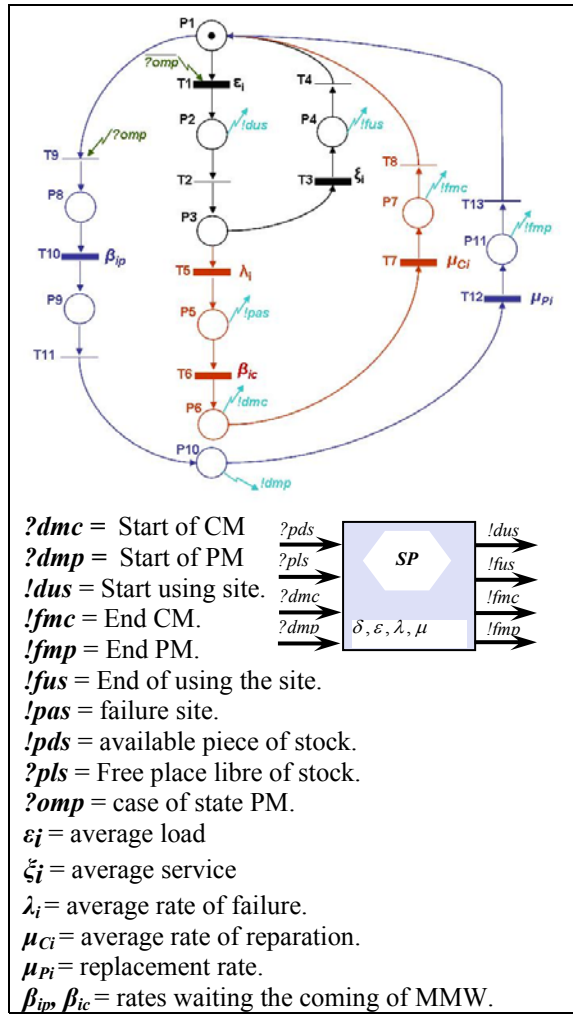 P1
?omp
T1 εi
T4
P2
!dus
P4
!fus
?omp
T9
T2
T3 ξi
T8
P8
P7
!fmc
T13
P3
P11
!fmp
T10 βip
T5 λi
T7 μCi
P9
P5
!pas
T12 μPi
T11
T6 βic
!dmc
P6
P10
!dmp
?dmc = Start of CM
?dmp = Start of PM
!dus = Start using site.
!fmc = End CM.
!fmp = End PM.
!fus = End of using the site.
!pas = failure site.
!pds = available piece of stock.
?pls = Free place libre of stock.
?omp = case of state PM.
εi = average load
ξi = average service
λi = average rate of failure.
μCi = average rate of reparation.
μPi = replacement rate.
βip, βic = rates waiting the coming of MMW.
?pds
?pls
?dmc
?dmp
SP
δ, ε, λ, μ
!dus
!fus
!fmc
!fmp